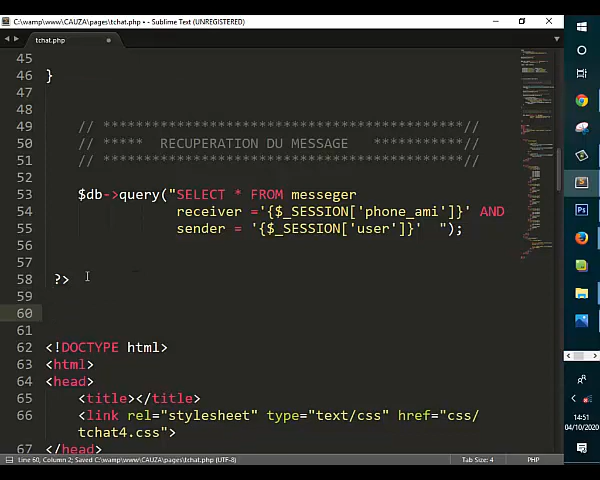 C:\wamp\www\CAUZA\pages\tchat.php • - Sublime Text (UNREGISTERED)
tchat.php
45
46 }
47
48
49 // ********************************************//
50 // ***** RECUPERATION DU MESSAGE ***********//
51 // ********************************************//
52
53 $db->query("SELECT * FROM messeger
54 receiver ='{$_SESSION['phone_ami']}' AND
55 sender = '{$_SESSION['user']}' ");
56
57
58 ?>
59
60
61
62 <!DOCTYPE html>
63 <html>
64 <head>
65 <title></title>
66 <link rel="stylesheet" type="text/css" href="css/
tchat4.css">
67 </head>
Line 60, Column 2; Saved C:\wamp\www\CAUZA\pages\tchat.php (UTF-8)
Tab Size: 4
PHP
14:51
04/10/2020